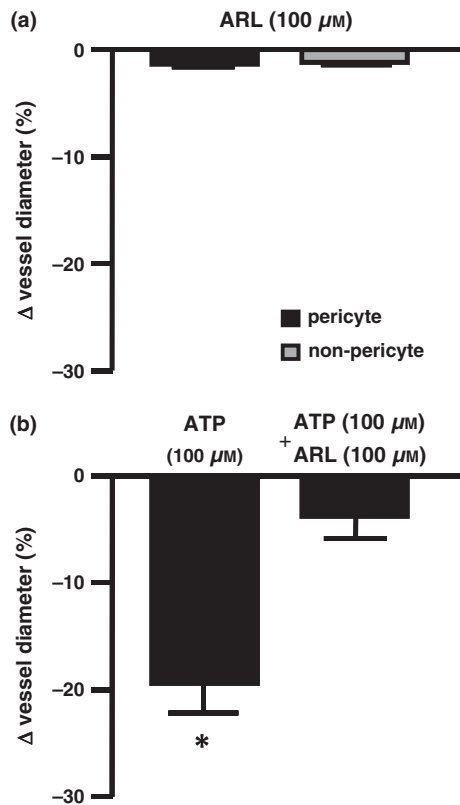 (a)
ARL (100 µM)
0
–10
–20
–30
Δ vessel diameter (%)
pericyte
non-pericyte
(b)
ATP
(100 µM)
ATP (100 µM)
+ ARL (100 µM)
0
–10
–20
–30
Δ vessel diameter (%)
*